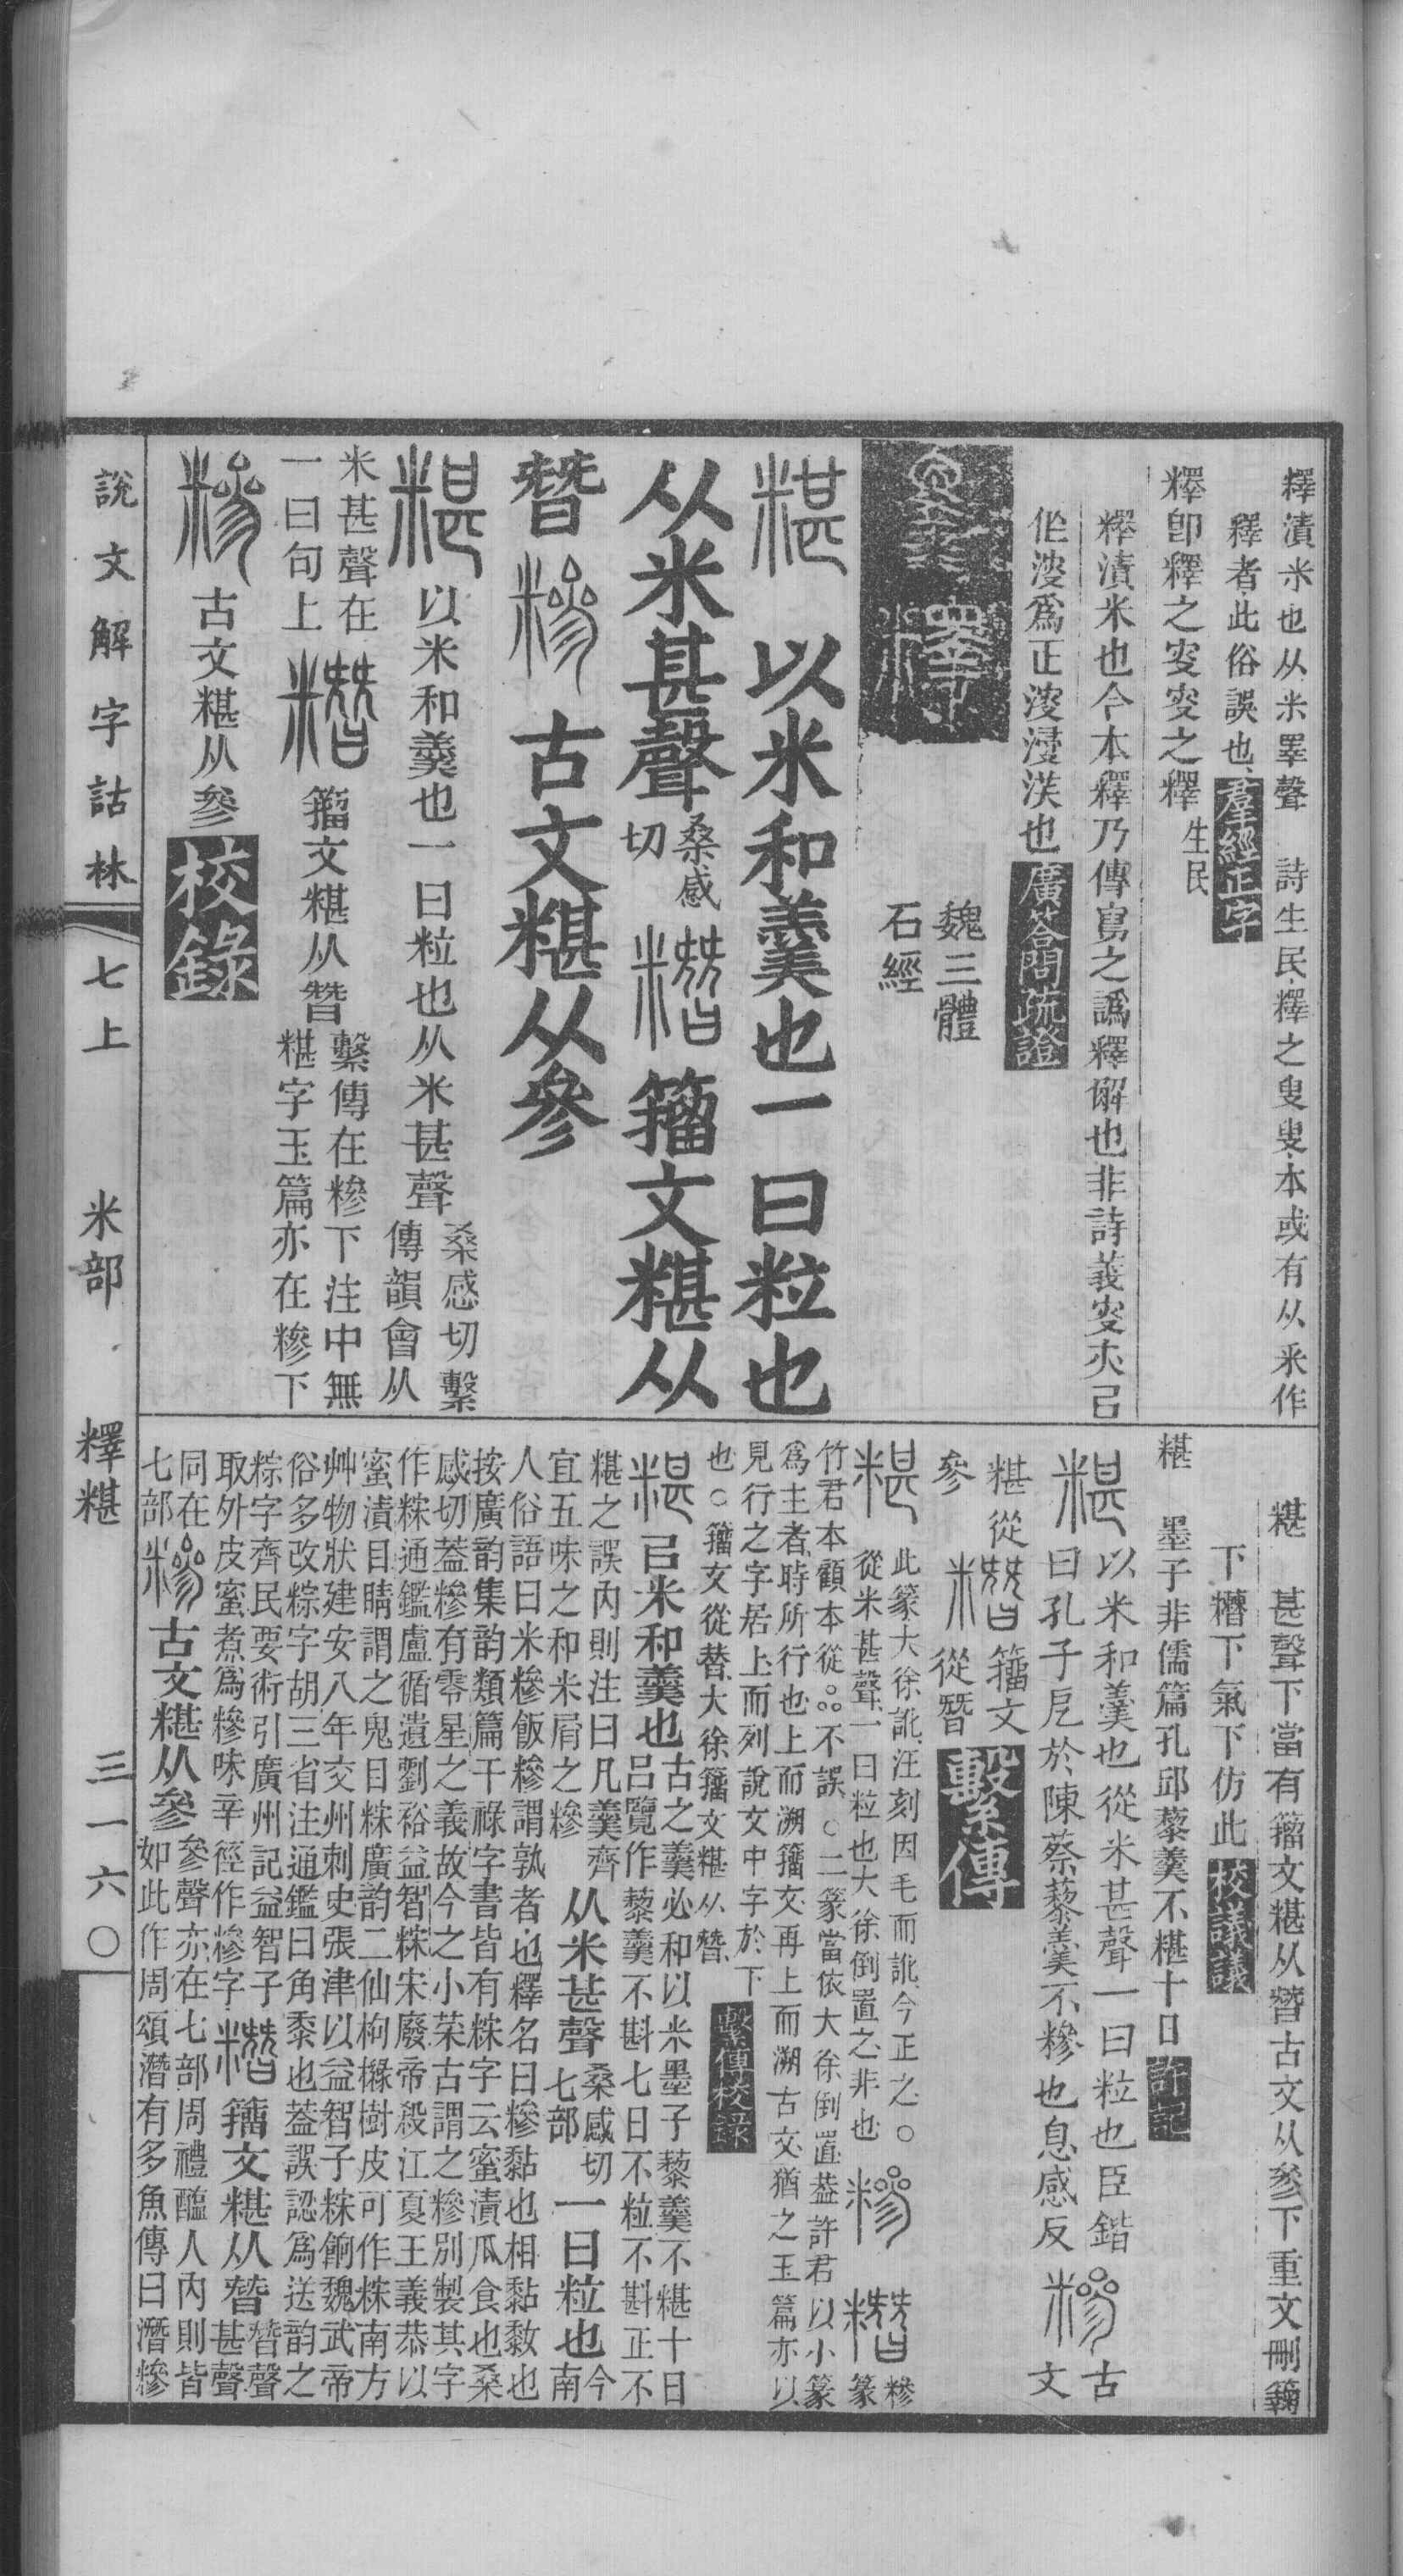 釋漬米也从米睪聲　詩生民釋之叟叟本或有从釆作
釋者此俗誤也羣經正字
釋卽釋之叜叜之釋生民
釋漬米也今本釋乃傳寫之譌釋解也非詩義叜夾㠯
㑅浚爲正浚浸㳄也廣答問疏證
魏三體
石經
糂　以米和羹也一曰粒也
从米甚聲桑感切　糣　籒文糂从
朁　糝　古文糂从參
糂以米和羹也一曰粒也从米甚聲桑感切繫傳韻會从
米甚聲在一曰句上　糣籒文糂从朁繫傳在糝下注中無糂字玉篇亦在糝下
糝古文糂从參校錄
糂　甚聲下當有籒文糂从朁古文从參下重文刪籒
下糟下氣下仿此校議議
糂　墨子非儒篇孔邱藜羹不糂十日許記
糂以米和羹也從米甚聲一曰粒也臣鍇
曰孔子戹於陳蔡藜羹不糝也息感反　糝古文
糂從參　糣籒文從朁繫傳
糂此篆大徐訛汪刻因毛而訛今正之○從米甚聲一曰粒也大徐倒置之非也　糝　糣糝篆
竹君本顧本從厽不誤○二篆當依大徐倒置葢許君以小篆
爲主者時所行也上而溯籒文再上而溯古文猶之玉篇亦以
見行之字居上而列說文中字於下
也○籒文從替大徐籒文糂从朁繫傳校錄
糂㠯米和羹也古之羹必和以米墨子藜羹不糂十日呂覽作藜羹不斟七日不粒不斟正不
糂之誤內則注曰凡羹齊宜五味之和米屑之糝从米甚聲桑感切七部一曰粒也今南
人俗語曰米糝飯糝謂孰者也釋名曰糝黏也相黏黏也
按廣韵集韵類篇干祿字書皆有䊞字云蜜漬瓜食也桑
感切葢糝有零星之義故今之小菜古謂之糝別製其字
作䊞通鑑盧循遺劉裕益智䊞宋廢帝殺江夏王義恭以
蜜漬目睛謂之鬼目䊞廣韵二仙枸櫞樹皮可作䊞南方
艸物狀建安八年交州刺史張津以益智子䊞餉魏武帝
俗多改粽字胡三省注通鑑曰角黍也葢誤認爲送韵之
粽字齊民要術引廣州記益智子取外皮蜜煮爲糝味辛徑作糝字　糣籒文糂从朁朁聲甚聲
同在七部　糝古文糂从參參聲亦在七部周禮醢人內則皆如此作周頌潛有多魚傳曰潛糝
說文解字詁林　七上　米部　釋糂　三一六〇